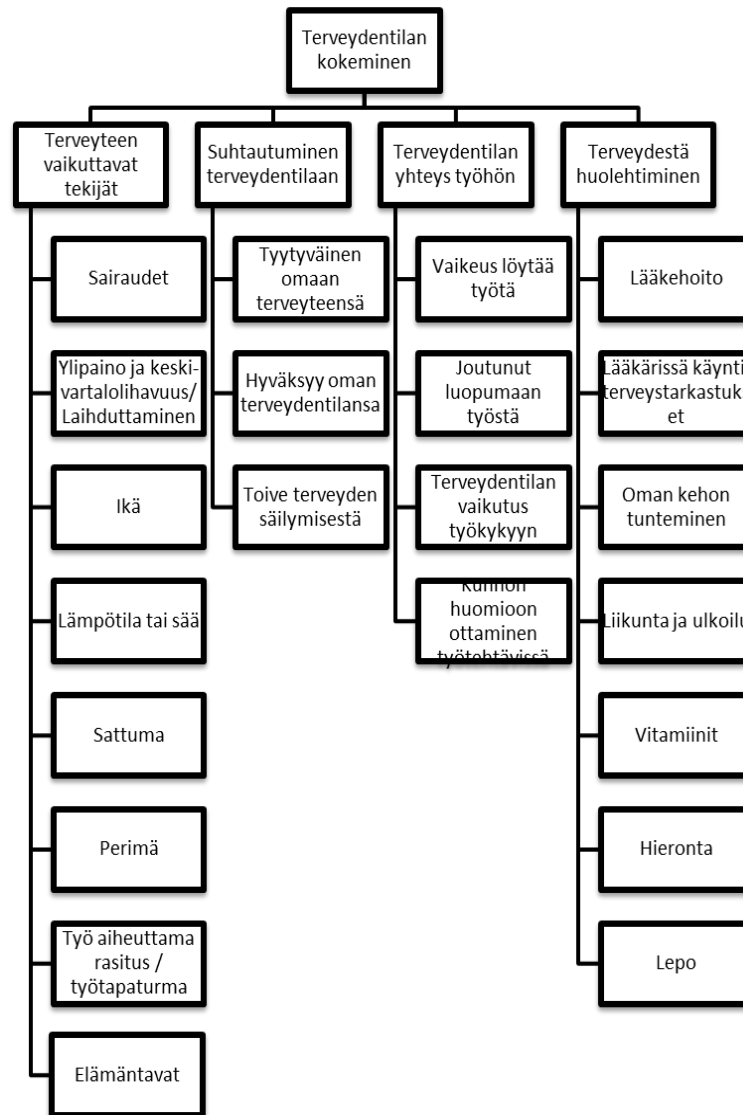 Terveydentilan
kokeminen
Terveyteen
vaikuttavat
tekijät
Sairaudet
Ylipaino ja keski-
vartalolihavuus/
Laihduttaminen
Ikä
Lämpötila tai sää
Sattuma
Perimä
Työ aiheuttama
rasitus /
työtapaturma
Elämäntavat
Suhtautuminen
terveydentilaan
Tyytyväinen
omaan
terveyteensä
Hyväksyy oman
terveydentilansa
Toive terveyden
säilymisestä
Terveydentilan
yhteys työhön
Vaikeus löytää
työtä
Joutunut
luopumaan
työstä
Terveydentilan
vaikutus
työkykyyn
Kunnon
huomioon
ottaminen
työtehtävissä
Terveydestä
huolehtiminen
Lääkehoito
Lääkärissä käynti
terveystarkastuks
et
Oman kehon
tunteminen
Liikunta ja ulkoilu
Vitamiinit
Hieronta
Lepo